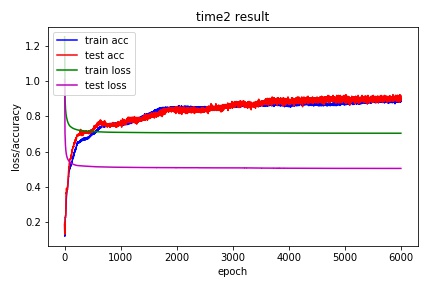 time2 result
train acc
test acc
train loss
test loss
loss/accuracy
1.2
1.0
0.8
0.6
0.4
0.2
0 1000 2000 3000 4000 5000 6000
epoch